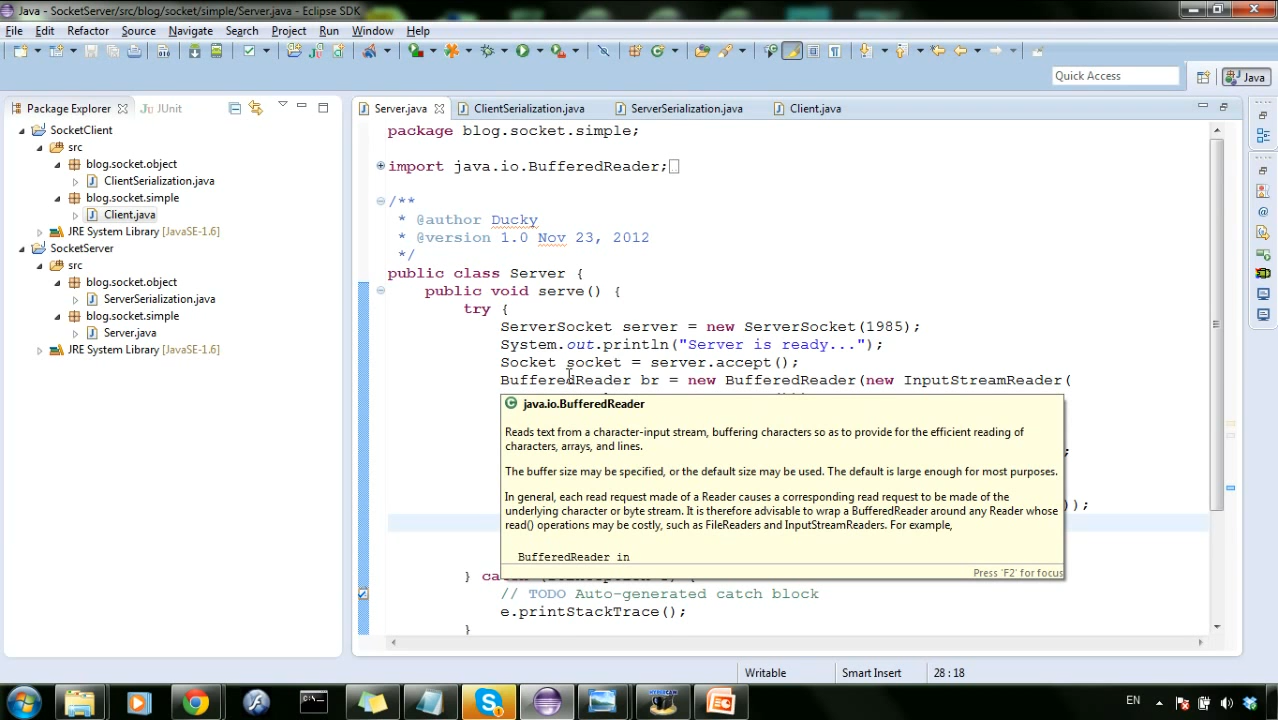 Java - SocketServer/src/blog/socket/simple/Server.java - Eclipse SDK
File Edit Refactor Source Navigate Search Project Run Window Help
Quick Access
Java
Package Explorer
JUnit
SocketClient
src
blog.socket.object
ClientSerialization.java
blog.socket.simple
Client.java
JRE System Library [JavaSE-1.6]
SocketServer
src
blog.socket.object
ServerSerialization.java
blog.socket.simple
Server.java
JRE System Library [JavaSE-1.6]
Server.java
ClientSerialization.java
ServerSerialization.java
Client.java
package blog.socket.simple;
import java.io.BufferedReader;
/**
* @author Ducky
* @version 1.0 Nov 23, 2012
*/
public class Server {
public void serve() {
try {
ServerSocket server = new ServerSocket(1985);
System.out.println("Server is ready...");
Socket socket = server.accept();
BufferedReader br = new BufferedReader(new InputStreamReader(
java.io.BufferedReader
Reads text from a character-input stream, buffering characters so as to provide for the efficient reading of
characters, arrays, and lines.
The buffer size may be specified, or the default size may be used. The default is large enough for most purposes.
In general, each read request made of a Reader causes a corresponding read request to be made of the
underlying character or byte stream. It is therefore advisable to wrap a BufferedReader around any Reader whose
read() operations may be costly, such as FileReaders and InputStreamReaders. For example,
BufferedReader in
Press 'F2' for focus
;
));
} {
// TODO Auto-generated catch block
e.printStackTrace();
}
Writable
Smart Insert
28 : 18
EN